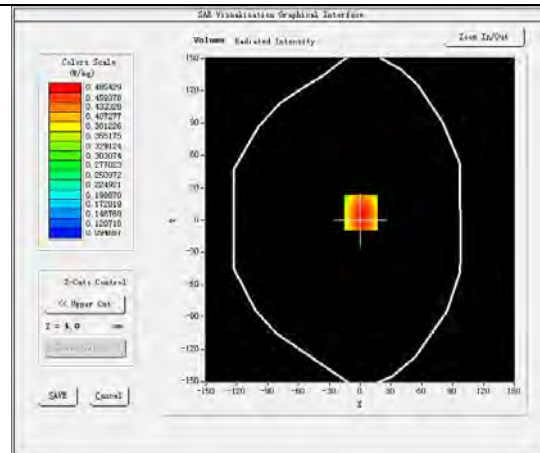 SAR Visualisation Graphical Interface
Volume Radiated Intensity
Zoom In/Out
Colors Scale
(W/kg)
0.485429
0.459378
0.433328
0.407277
0.381226
0.355175
0.329124
0.303074
0.277023
0.250972
0.224921
0.198870
0.172819
0.146768
0.120718
0.094667
150
120
90
60
30
0
-30
-60
-90
-120
-150
Y
-150 -120 -90 -60 -30 0 30 60 90 120 150
X
Z-Cuts Control
<< Upper Cut
Z = 4.0 mm
SAVE
Cancel